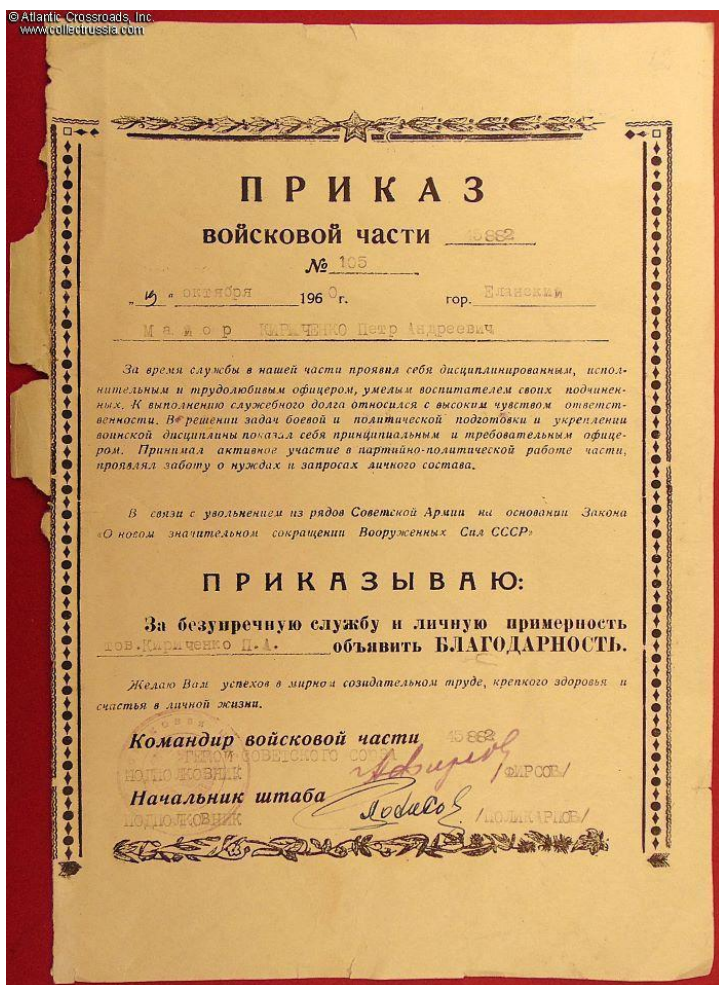 © Atlantic Crossroads, Inc.
www.collectrussia.com
ПРИКАЗ
ВОЙСКОВОЙ ЧАСТИ 45882
№ 195
"19" октября 1960 г. гор. Еланский
Майор КИРИЧЕНКО Петр Андреевич
За время службы в нашей части проявил себя дисциплинированным, испол-
нительным и трудолюбивым офицером, умелым воспитателем своих подчинен-
ных. К выполнению служебного долга относился с высоким чувством ответст-
венности. В решении задач боевой и политической подготовки и укреплении
воинской дисциплины показал себя принципиальным и требовательным офице-
ром. Принимал активное участие в партийно-политической работе части,
проявлял заботу о нуждах и запросах личного состава.
В связи с увольнением из рядов Советской Армии на основании Закона
«О новом значительном сокращении Вооруженных Сил СССР»
ПРИКАЗЫВАЮ:
За безупречную службу и личную примерность
тов. Кириченко П.А. объявить БЛАГОДАРНОСТЬ.
Желаю Вам успехов в мирном созидательном труде, крепкого здоровья и
счастья в личной жизни.
Командир войсковой части 45882
ГЕРОЙ СОВЕТСКОГО СОЮЗА
ПОДПОЛКОВНИК /ФИРСОВ/
Начальник штаба
ПОДПОЛКОВНИК /ПОЛИКАРПОВ/